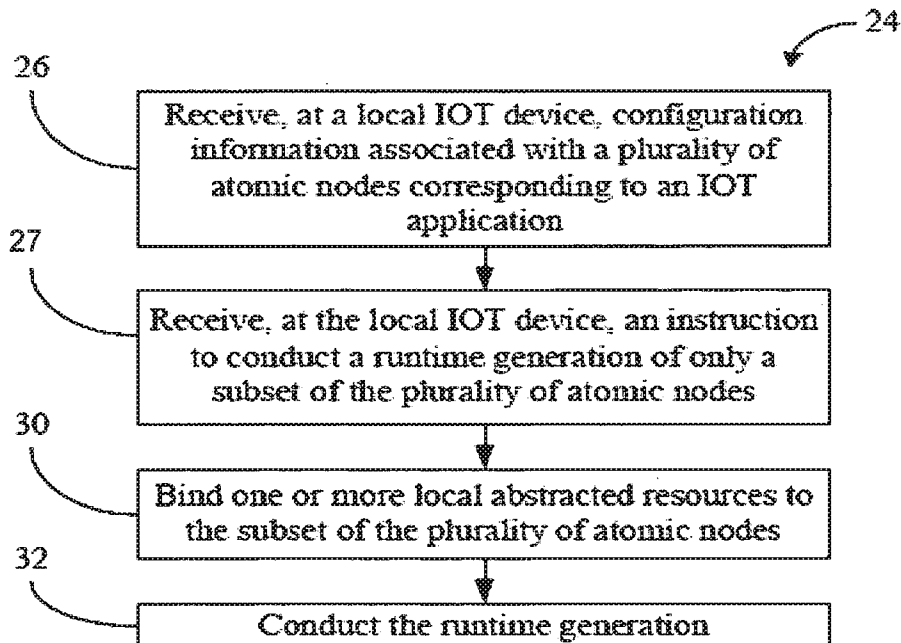 24
26
Receive, at a local IOT device, configuration
information associated with a plurality of
atomic nodes corresponding to an IOT
application
27
Receive, at the local IOT device, an instruction
to conduct a runtime generation of only a
subset of the plurality of atomic nodes
30
Bind one or more local abstracted resources to
the subset of the plurality of atomic nodes
32
Conduct the runtime generation